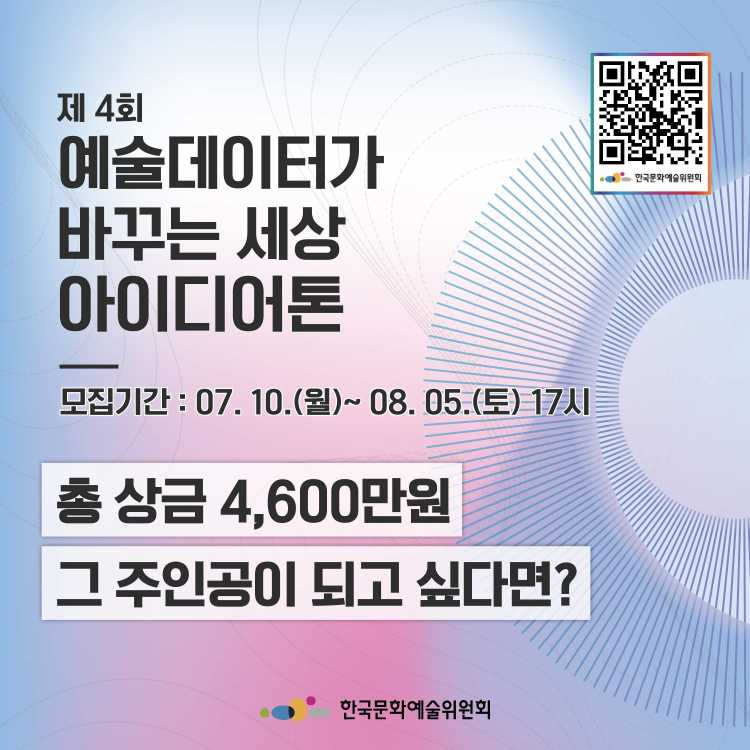 제 4회
예술데이터가
바꾸는 세상
아이디어톤
모집기간 : 07. 10.(월)~ 08. 05.(토) 17시
총 상금 4,600만원
그 주인공이 되고 싶다면?
한국문화예술위원회
한국문화예술위원회